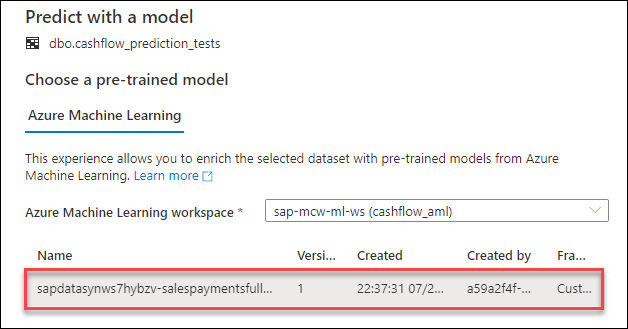 Predict with a model
dbo.cashflow_prediction_tests
Choose a pre-trained model
Azure Machine Learning
This experience allows you to enrich the selected dataset with pre-trained models from Azure
Machine Learning. Learn more
Azure Machine Learning workspace * sap-mcw-ml-ws (cashflow_aml)
Name Versi... Created Created by Fra...
sapdatasynws7hybzv-salespaymentsfull... 1 22:37:31 07/2... a59a2f4f-... Cust...